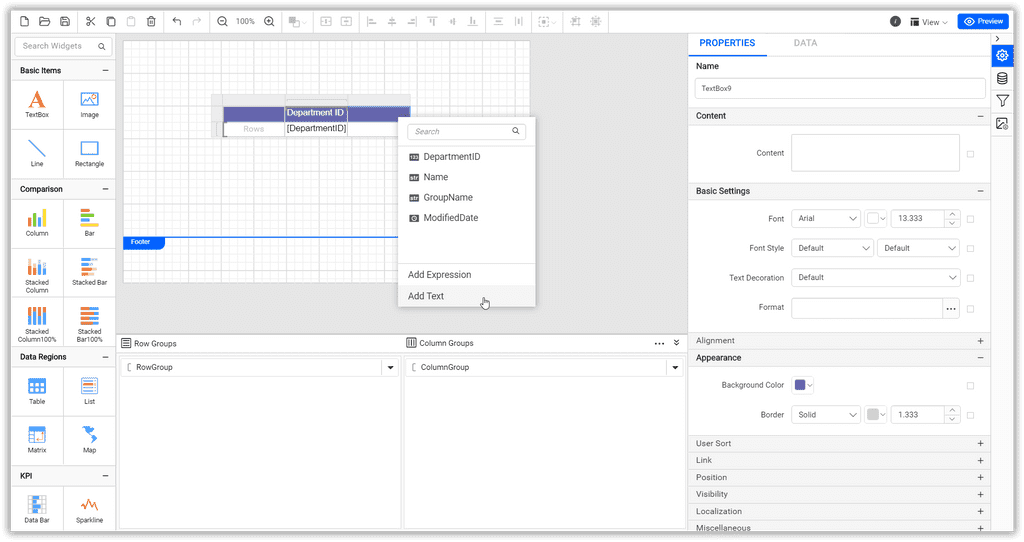 100%
View
Preview
Search Widgets
Basic Items
TextBox
Image
Line
Rectangle
Comparison
Column
Bar
Stacked
Column
Stacked Bar
Stacked
Column100%
Stacked
Bar100%
Data Regions
Table
List
Matrix
Map
KPI
Data Bar
Sparkline
Department ID
Rows
[DepartmentID]
Footer
Search
123 DepartmentID
str Name
str GroupName
ModifiedDate
Add Expression
Add Text
Row Groups
Column Groups
RowGroup
ColumnGroup
PROPERTIES
DATA
Name
TextBox9
Content
Content
Basic Settings
Font
Arial
13.333
Font Style
Default
Default
Text Decoration
Default
Format
Alignment
Appearance
Background Color
Border
Solid
1.333
User Sort
Link
Position
Visibility
Localization
Miscellaneous